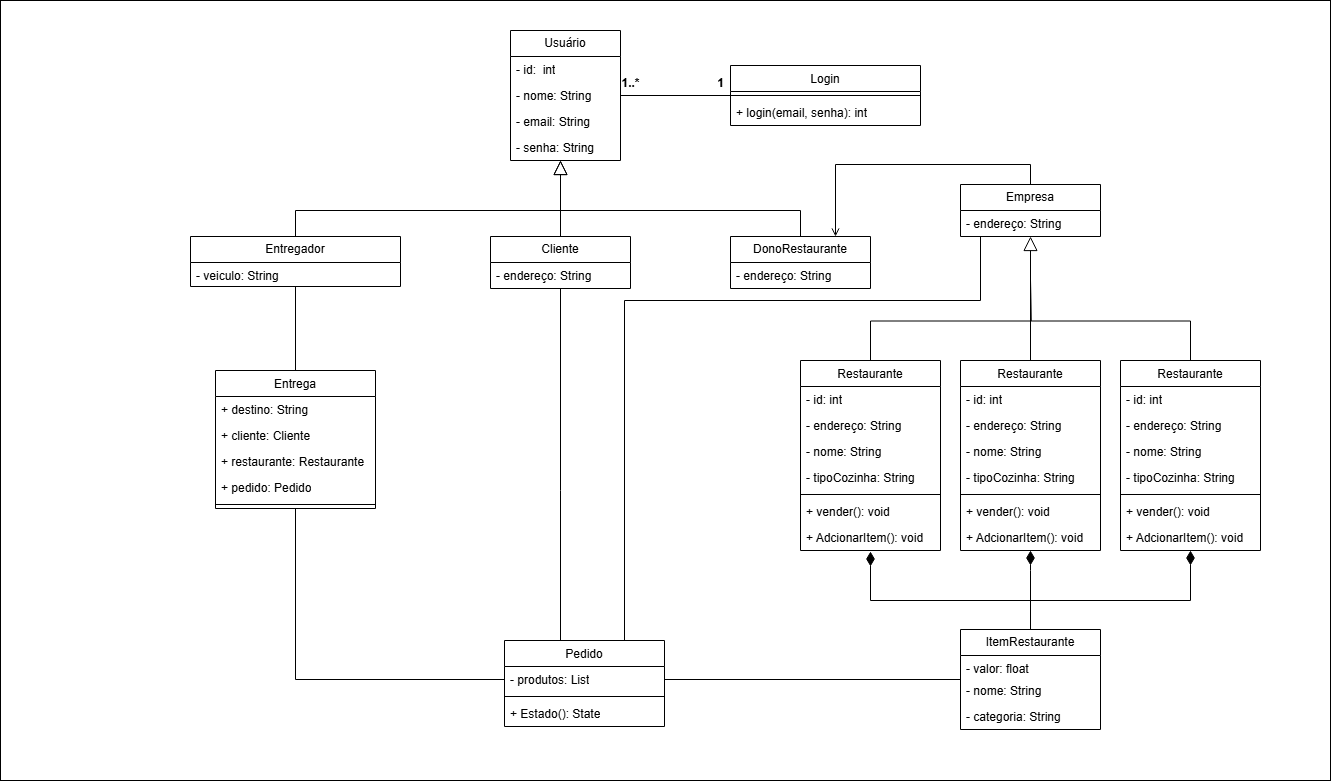 Usuário
- id:  int
- nome: String
- email: String
- senha: String
1..*
1
Login
+ login(email, senha): int
Empresa
- endereço: String
Entregador
- veiculo: String
Cliente
- endereço: String
DonoRestaurante
- endereço: String
Entrega
+ destino: String
+ cliente: Cliente
+ restaurante: Restaurante
+ pedido: Pedido
Restaurante
- id: int
- endereço: String
- nome: String
- tipoCozinha: String
+ vender(): void
+ AdcionarItem(): void
Restaurante
- id: int
- endereço: String
- nome: String
- tipoCozinha: String
+ vender(): void
+ AdcionarItem(): void
Restaurante
- id: int
- endereço: String
- nome: String
- tipoCozinha: String
+ vender(): void
+ AdcionarItem(): void
Pedido
- produtos: List
+ Estado(): State
ItemRestaurante
- valor: float
- nome: String
- categoria: String